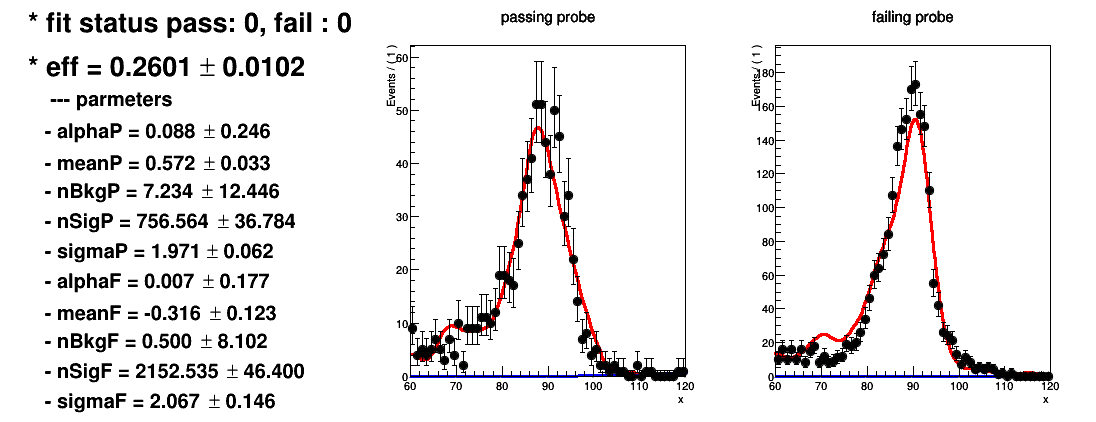 * fit status pass: 0, fail : 0
* eff = 0.2601 ± 0.0102
--- parmeters
- alphaP = 0.088 ± 0.246
- meanP = 0.572 ± 0.033
- nBkgP = 7.234 ± 12.446
- nSigP = 756.564 ± 36.784
- sigmaP = 1.971 ± 0.062
- alphaF = 0.007 ± 0.177
- meanF = -0.316 ± 0.123
- nBkgF = 0.500 ± 8.102
- nSigF = 2152.535 ± 46.400
- sigmaF = 2.067 ± 0.146
passing probe
Events / ( 1 )
60
50
40
30
20
10
0
60 70 80 90 100 110 120
x
failing probe
Events / ( 1 )
180
160
140
120
100
80
60
40
20
0
60 70 80 90 100 110 120
x